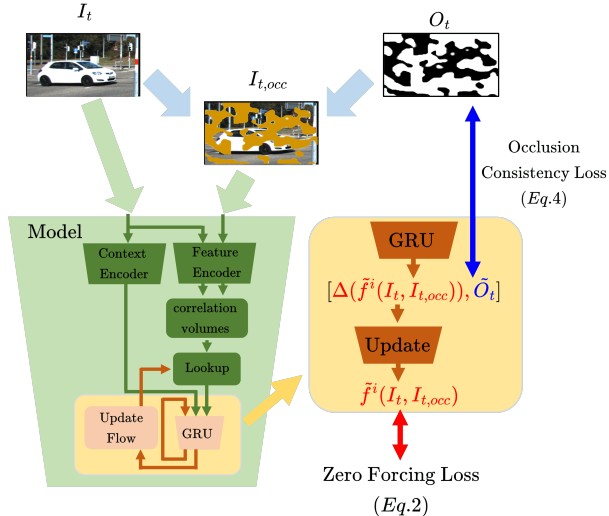 I_t
O_t
I_{t,occ}
Occlusion
Consistency Loss
(Eq.4)
Model
Context
Encoder
Feature
Encoder
correlation
volumes
Lookup
Update
Flow
GRU
GRU
[Δ(f̃^i(I_t, I_{t,occ})), Õ_t]
Update
f̃^i(I_t, I_{t,occ})
Zero Forcing Loss
(Eq.2)